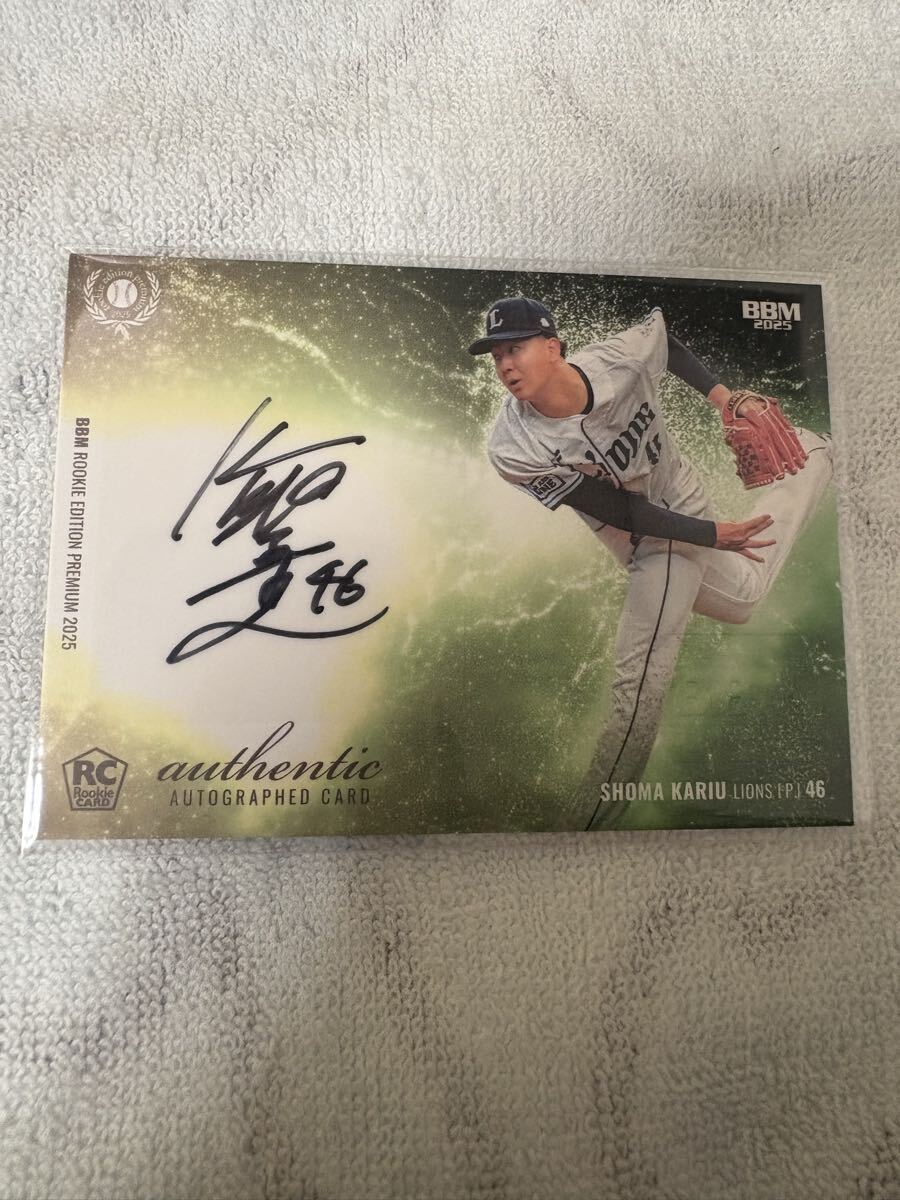 BBM
2025
BBM ROOKIE EDITION PREMIUM 2025
46
RC
Rookie
CARD
authentic
AUTOGRAPHED CARD
SHOMA KARIU LIONS [P] 46